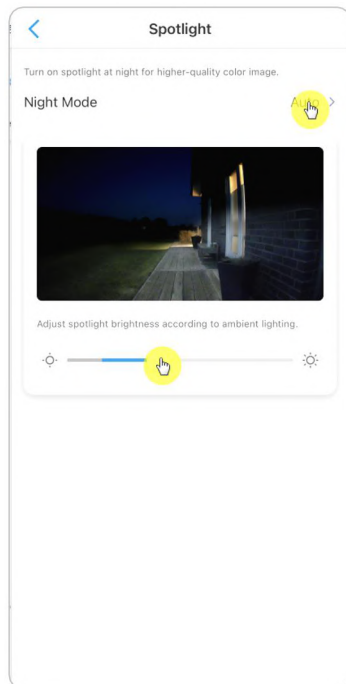 Spotlight
Turn on spotlight at night for higher-quality color image.
Night Mode
Auto >
Adjust spotlight brightness according to ambient lighting.